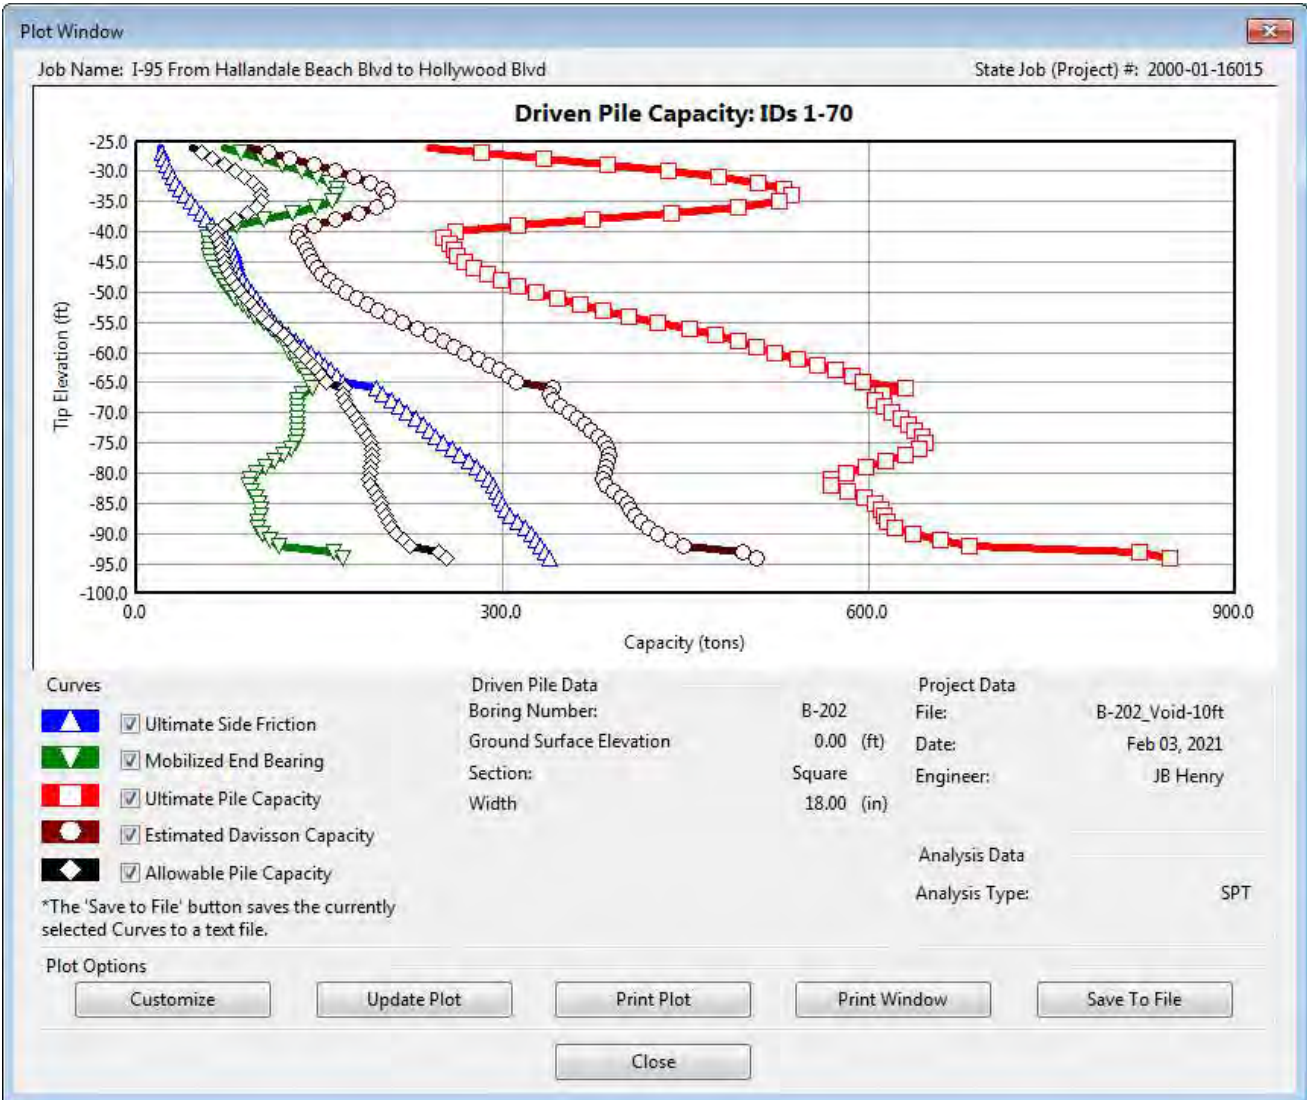 Plot Window
Job Name: I-95 From Hallandale Beach Blvd to Hollywood Blvd State Job (Project) #: 2000-01-16015
Driven Pile Capacity: IDs 1-70
-25.0
-30.0
-35.0
-40.0
-45.0
-50.0
-55.0
-60.0
-65.0
-70.0
-75.0
-80.0
-85.0
-90.0
-95.0
-100.0
Tip Elevation (ft)
0.0 300.0 600.0 900.0
Capacity (tons)
Curves
Ultimate Side Friction
Mobilized End Bearing
Ultimate Pile Capacity
Estimated Davisson Capacity
Allowable Pile Capacity
*The 'Save to File' button saves the currently
selected Curves to a text file.
Driven Pile Data
Boring Number: B-202
Ground Surface Elevation 0.00 (ft)
Section: Square
Width 18.00 (in)
Project Data
File: B-202_Void-10ft
Date: Feb 03, 2021
Engineer: JB Henry
Analysis Data
Analysis Type: SPT
Plot Options
Customize Update Plot Print Plot Print Window Save To File
Close